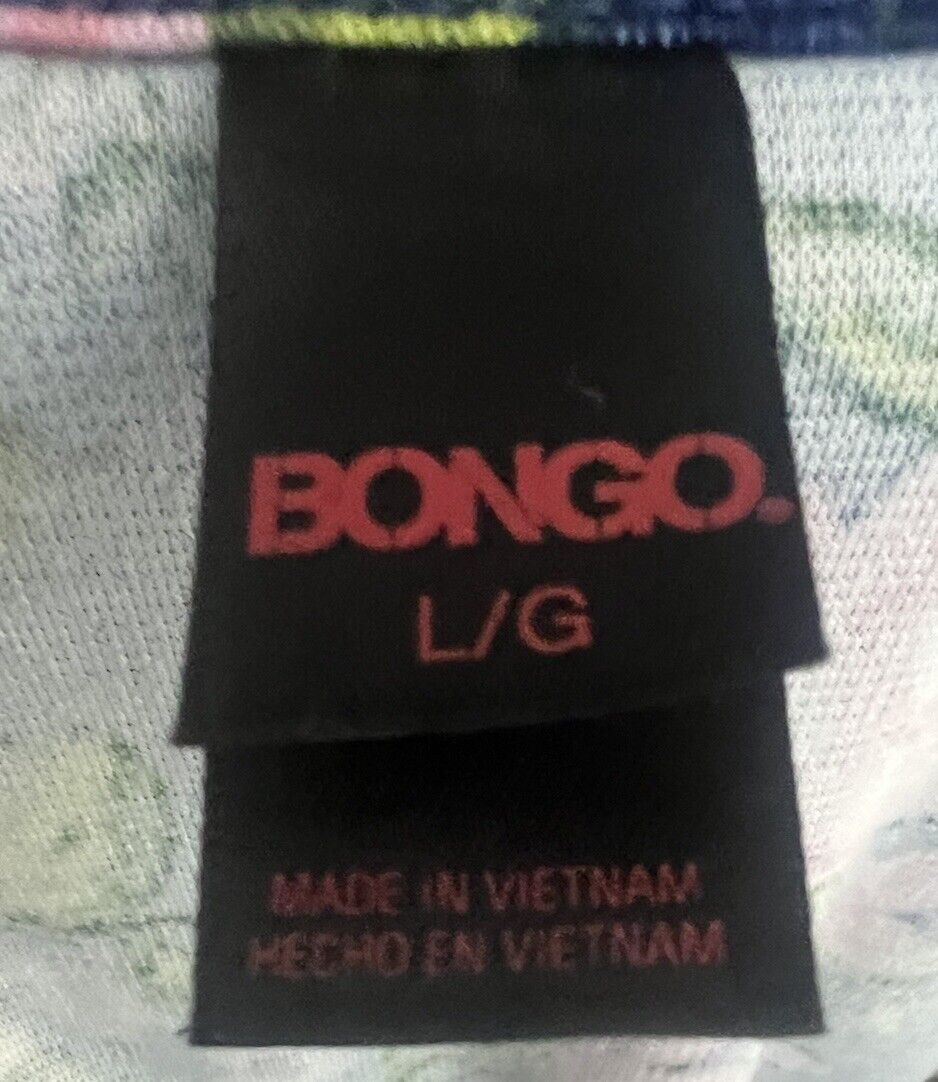 BONGO.
L/G
MADE IN VIETNAM
HECHO EN VIETNAM